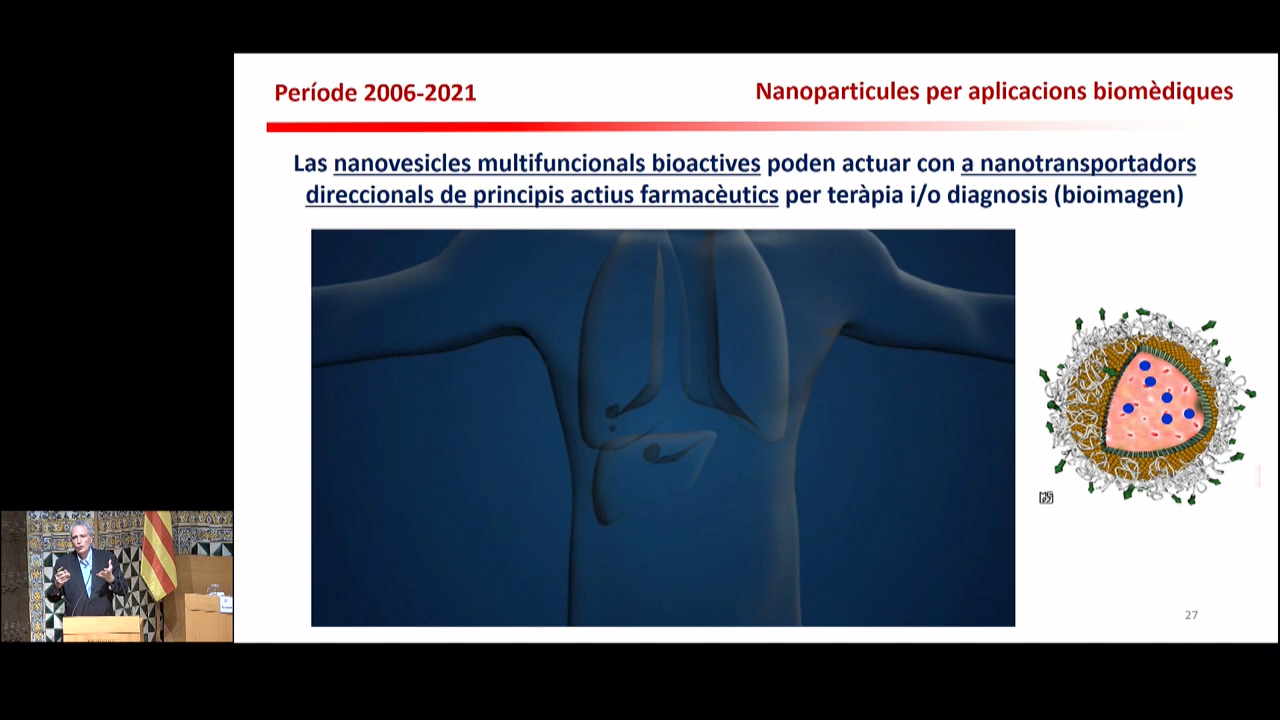 Període 2006-2021
Nanoparticules per aplicacions biomèdiques
Las nanovesicles multifuncionals bioactives poden actuar con a nanotransportadors
direccionals de principis actius farmacèutics per teràpia i/o diagnosis (bioimagen)
27